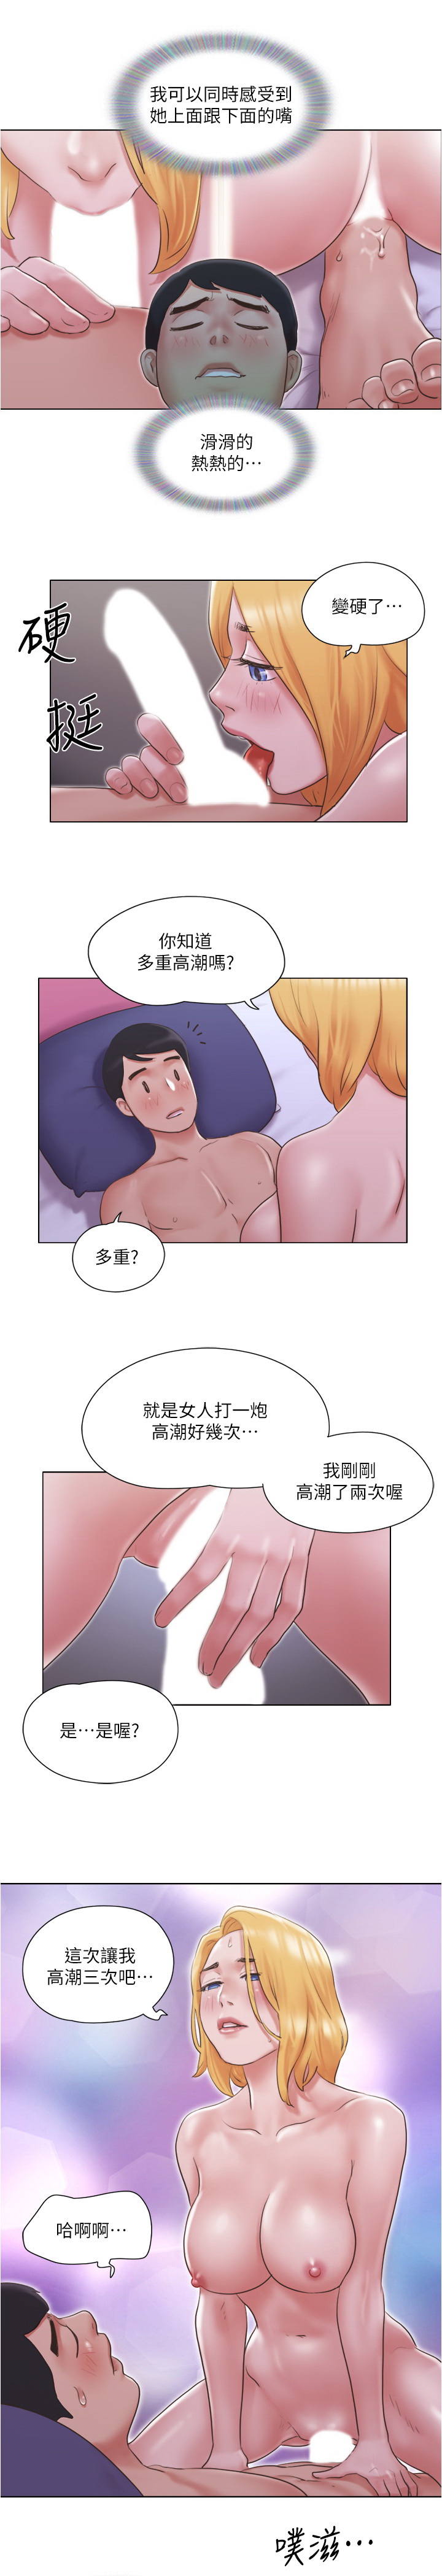 我可以同時感受到
她上面跟下面的嘴
滑滑的
熱熱的…
變硬了…
硬
挺
你知道
多重高潮嗎?
多重?
就是女人打一炮
高潮好幾次…
我剛剛
高潮了兩次喔
是…是喔?
這次讓我
高潮三次吧…
哈啊啊…
噗滋…